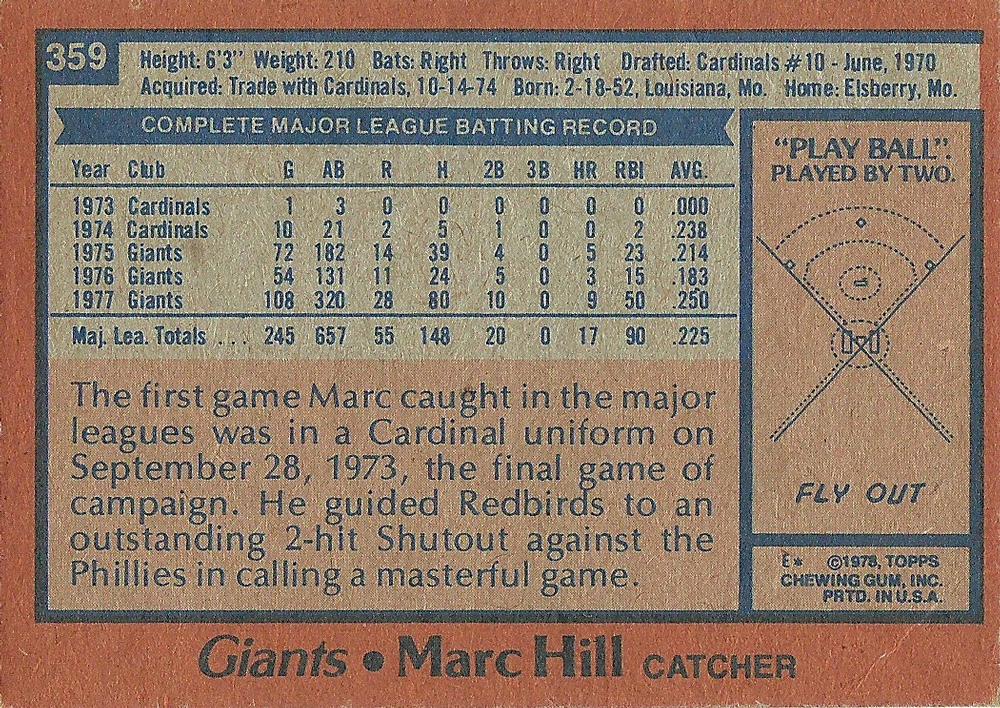 359
Height: 6'3" Weight: 210 Bats: Right Throws: Right Drafted: Cardinals #10 - June, 1970
Acquired: Trade with Cardinals, 10-14-74 Born: 2-18-52, Louisiana, Mo. Home: Elsberry, Mo.
COMPLETE MAJOR LEAGUE BATTING RECORD
Year Club G AB R H 2B 3B HR RBI AVG.
1973 Cardinals 1 3 0 0 0 0 0 0 .000
1974 Cardinals 10 21 2 5 1 0 0 2 .238
1975 Giants 72 182 14 39 4 0 5 23 .214
1976 Giants 54 131 11 24 5 0 3 15 .183
1977 Giants 108 320 28 80 10 0 9 50 .250
Maj. Lea. Totals . . . 245 657 55 148 20 0 17 90 .225
The first game Marc caught in the major
leagues was in a Cardinal uniform on
September 28, 1973, the final game of
campaign. He guided Redbirds to an
outstanding 2-hit Shutout against the
Phillies in calling a masterful game.
"PLAY BALL".
PLAYED BY TWO.
FLY OUT
E* ©1978, TOPPS
CHEWING GUM, INC.
PRTD. IN U.S.A.
Giants • Marc Hill CATCHER